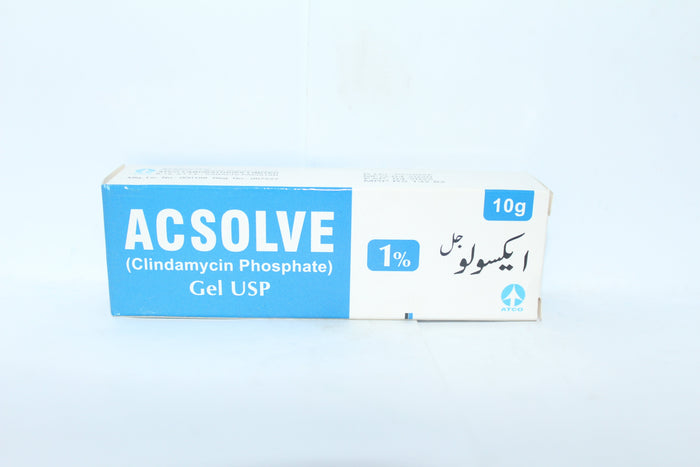 ACSOLVE
(Clindamycin Phosphate)
Gel USP
1%
10g
ایکسولو جل
ATCO